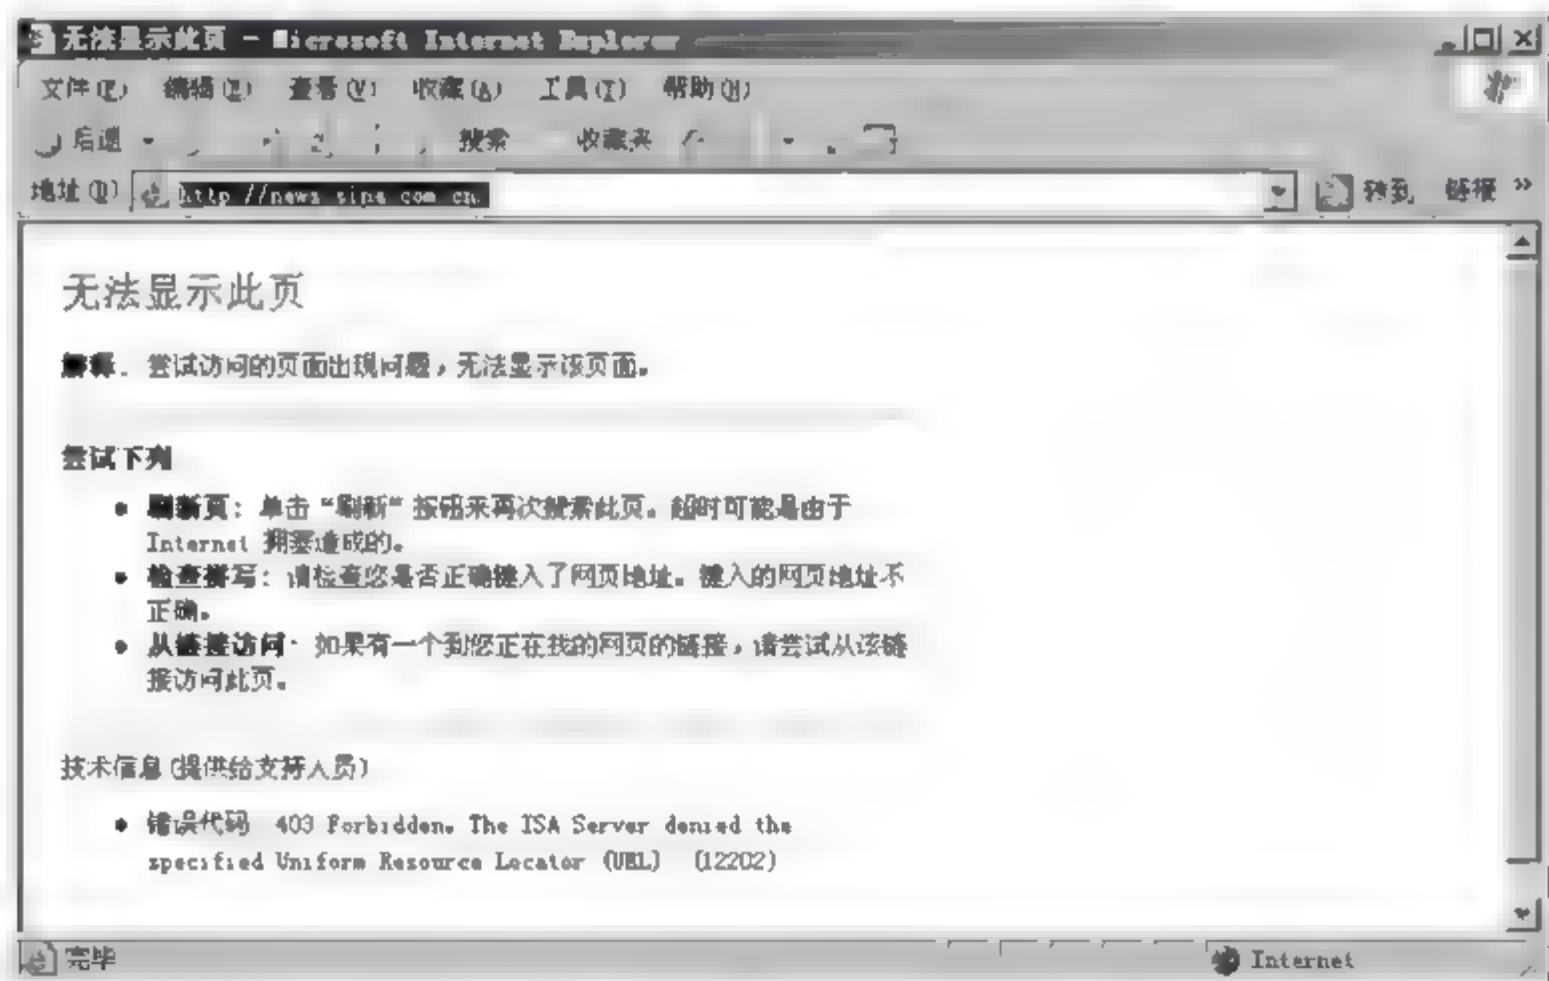 无法显示此页 - Microsoft Internet Explorer
文件(F) 编辑(E) 查看(V) 收藏(A) 工具(T) 帮助(H)
后退 搜索 收藏夹
地址(D) http://news.sina.com.cn 转到 链接 »
无法显示此页
解释: 尝试访问的页面出现问题，无法显示该页面。
尝试下列
• 刷新页: 单击“刷新”按钮来再次搜索此页。超时可能是由于
Internet 拥塞造成的。
• 检查拼写: 请检查您是否正确键入了网页地址。键入的网页地址不
正确。
• 从链接访问: 如果有一个到您正在找的网页的链接，请尝试从该链
接访问此页。
技术信息(提供给支持人员)
• 错误代码 403 Forbidden. The ISA Server denied the
specified Uniform Resource Locator (URL) (12202)
完毕 Internet